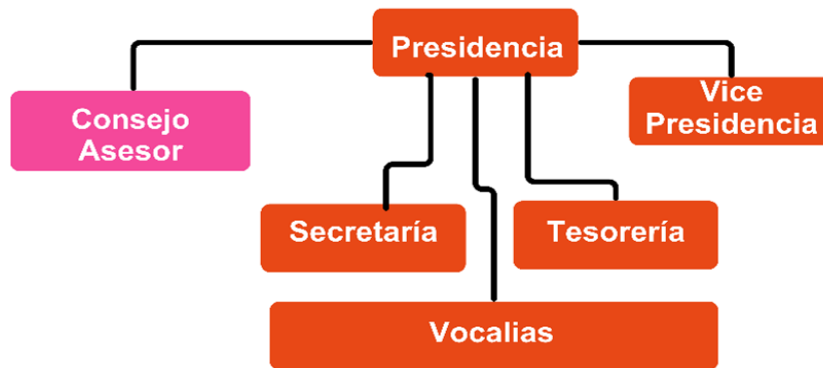 Presidencia
Consejo
Asesor
Vice
Presidencia
Secretaría
Tesorería
Vocalias